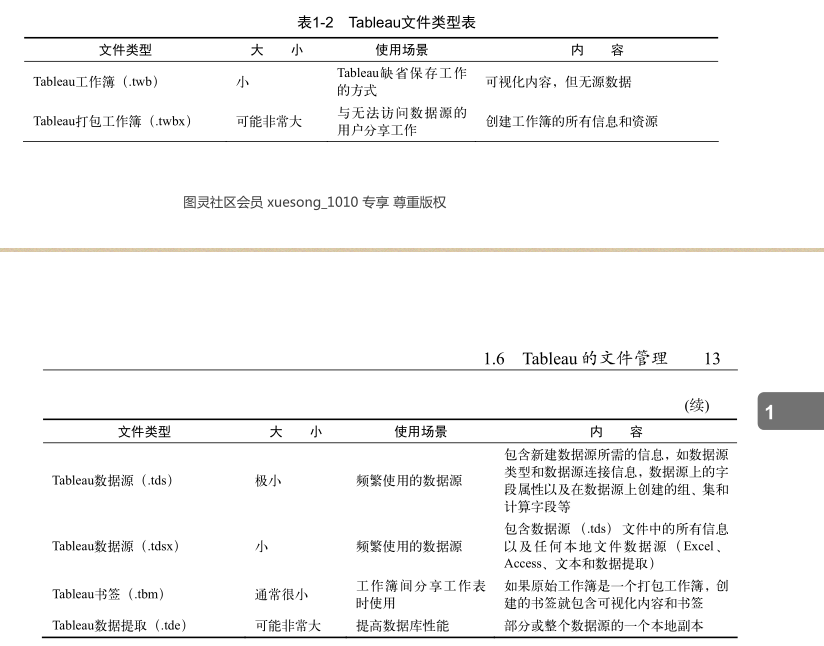 表1-2 Tableau文件类型表
文件类型 大 小 使用场景 内 容
Tableau工作簿（.twb） 小 Tableau缺省保存工作的方式 可视化内容，但无源数据
Tableau打包工作簿（.twbx） 可能非常大 与无法访问数据源的用户分享工作 创建工作簿的所有信息和资源
图灵社区会员 xuesong_1010 专享 尊重版权
1.6 Tableau 的文件管理 13
1
(续)
文件类型 大 小 使用场景 内 容
Tableau数据源（.tds） 极小 频繁使用的数据源 包含新建数据源所需的信息，如数据源类型和数据源连接信息，数据源上的字段属性以及在数据源上创建的组、集和计算字段等
Tableau数据源（.tdsx） 小 频繁使用的数据源 包含数据源（.tds）文件中的所有信息以及任何本地文件数据源（Excel、Access、文本和数据提取）
Tableau书签（.tbm） 通常很小 工作簿间分享工作表时使用 如果原始工作簿是一个打包工作簿，创建的书签就包含可视化内容和书签
Tableau数据提取（.tde） 可能非常大 提高数据库性能 部分或整个数据源的一个本地副本